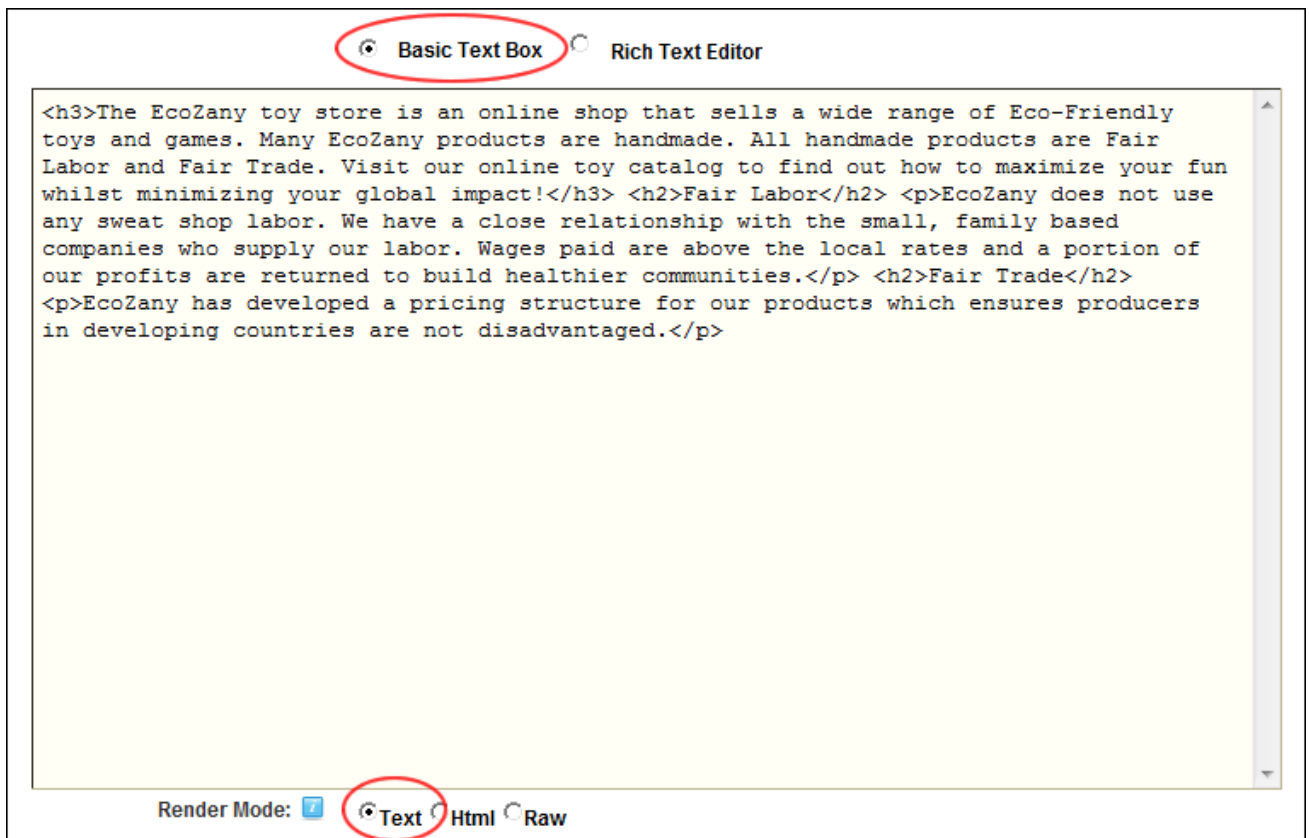 Basic Text Box Rich Text Editor
<h3>The EcoZany toy store is an online shop that sells a wide range of Eco-Friendly
toys and games. Many EcoZany products are handmade. All handmade products are Fair
Labor and Fair Trade. Visit our online toy catalog to find out how to maximize your fun
whilst minimizing your global impact!</h3> <h2>Fair Labor</h2> <p>EcoZany does not use
any sweat shop labor. We have a close relationship with the small, family based
companies who supply our labor. Wages paid are above the local rates and a portion of
our profits are returned to build healthier communities.</p> <h2>Fair Trade</h2>
<p>EcoZany has developed a pricing structure for our products which ensures producers
in developing countries are not disadvantaged.</p>
Render Mode: ? Text Html Raw